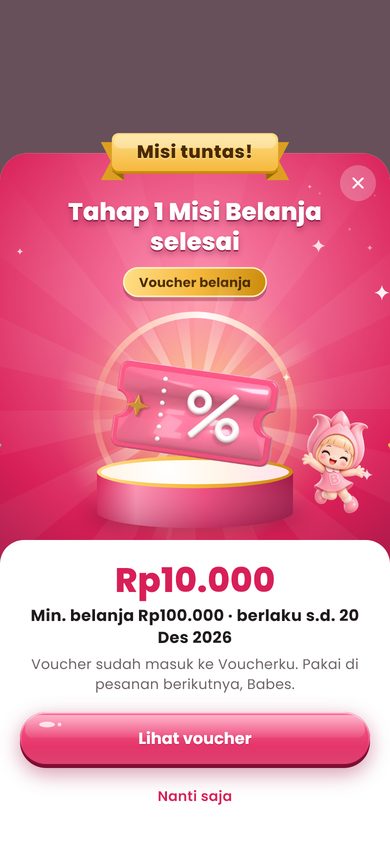 Misi tuntas!
Tahap 1 Misi Belanja
selesai
Voucher belanja
%
B
Rp10.000
Min. belanja Rp100.000 · berlaku s.d. 20
Des 2026
Voucher sudah masuk ke Voucherku. Pakai di
pesanan berikutnya, Babes.
Lihat voucher
Nanti saja